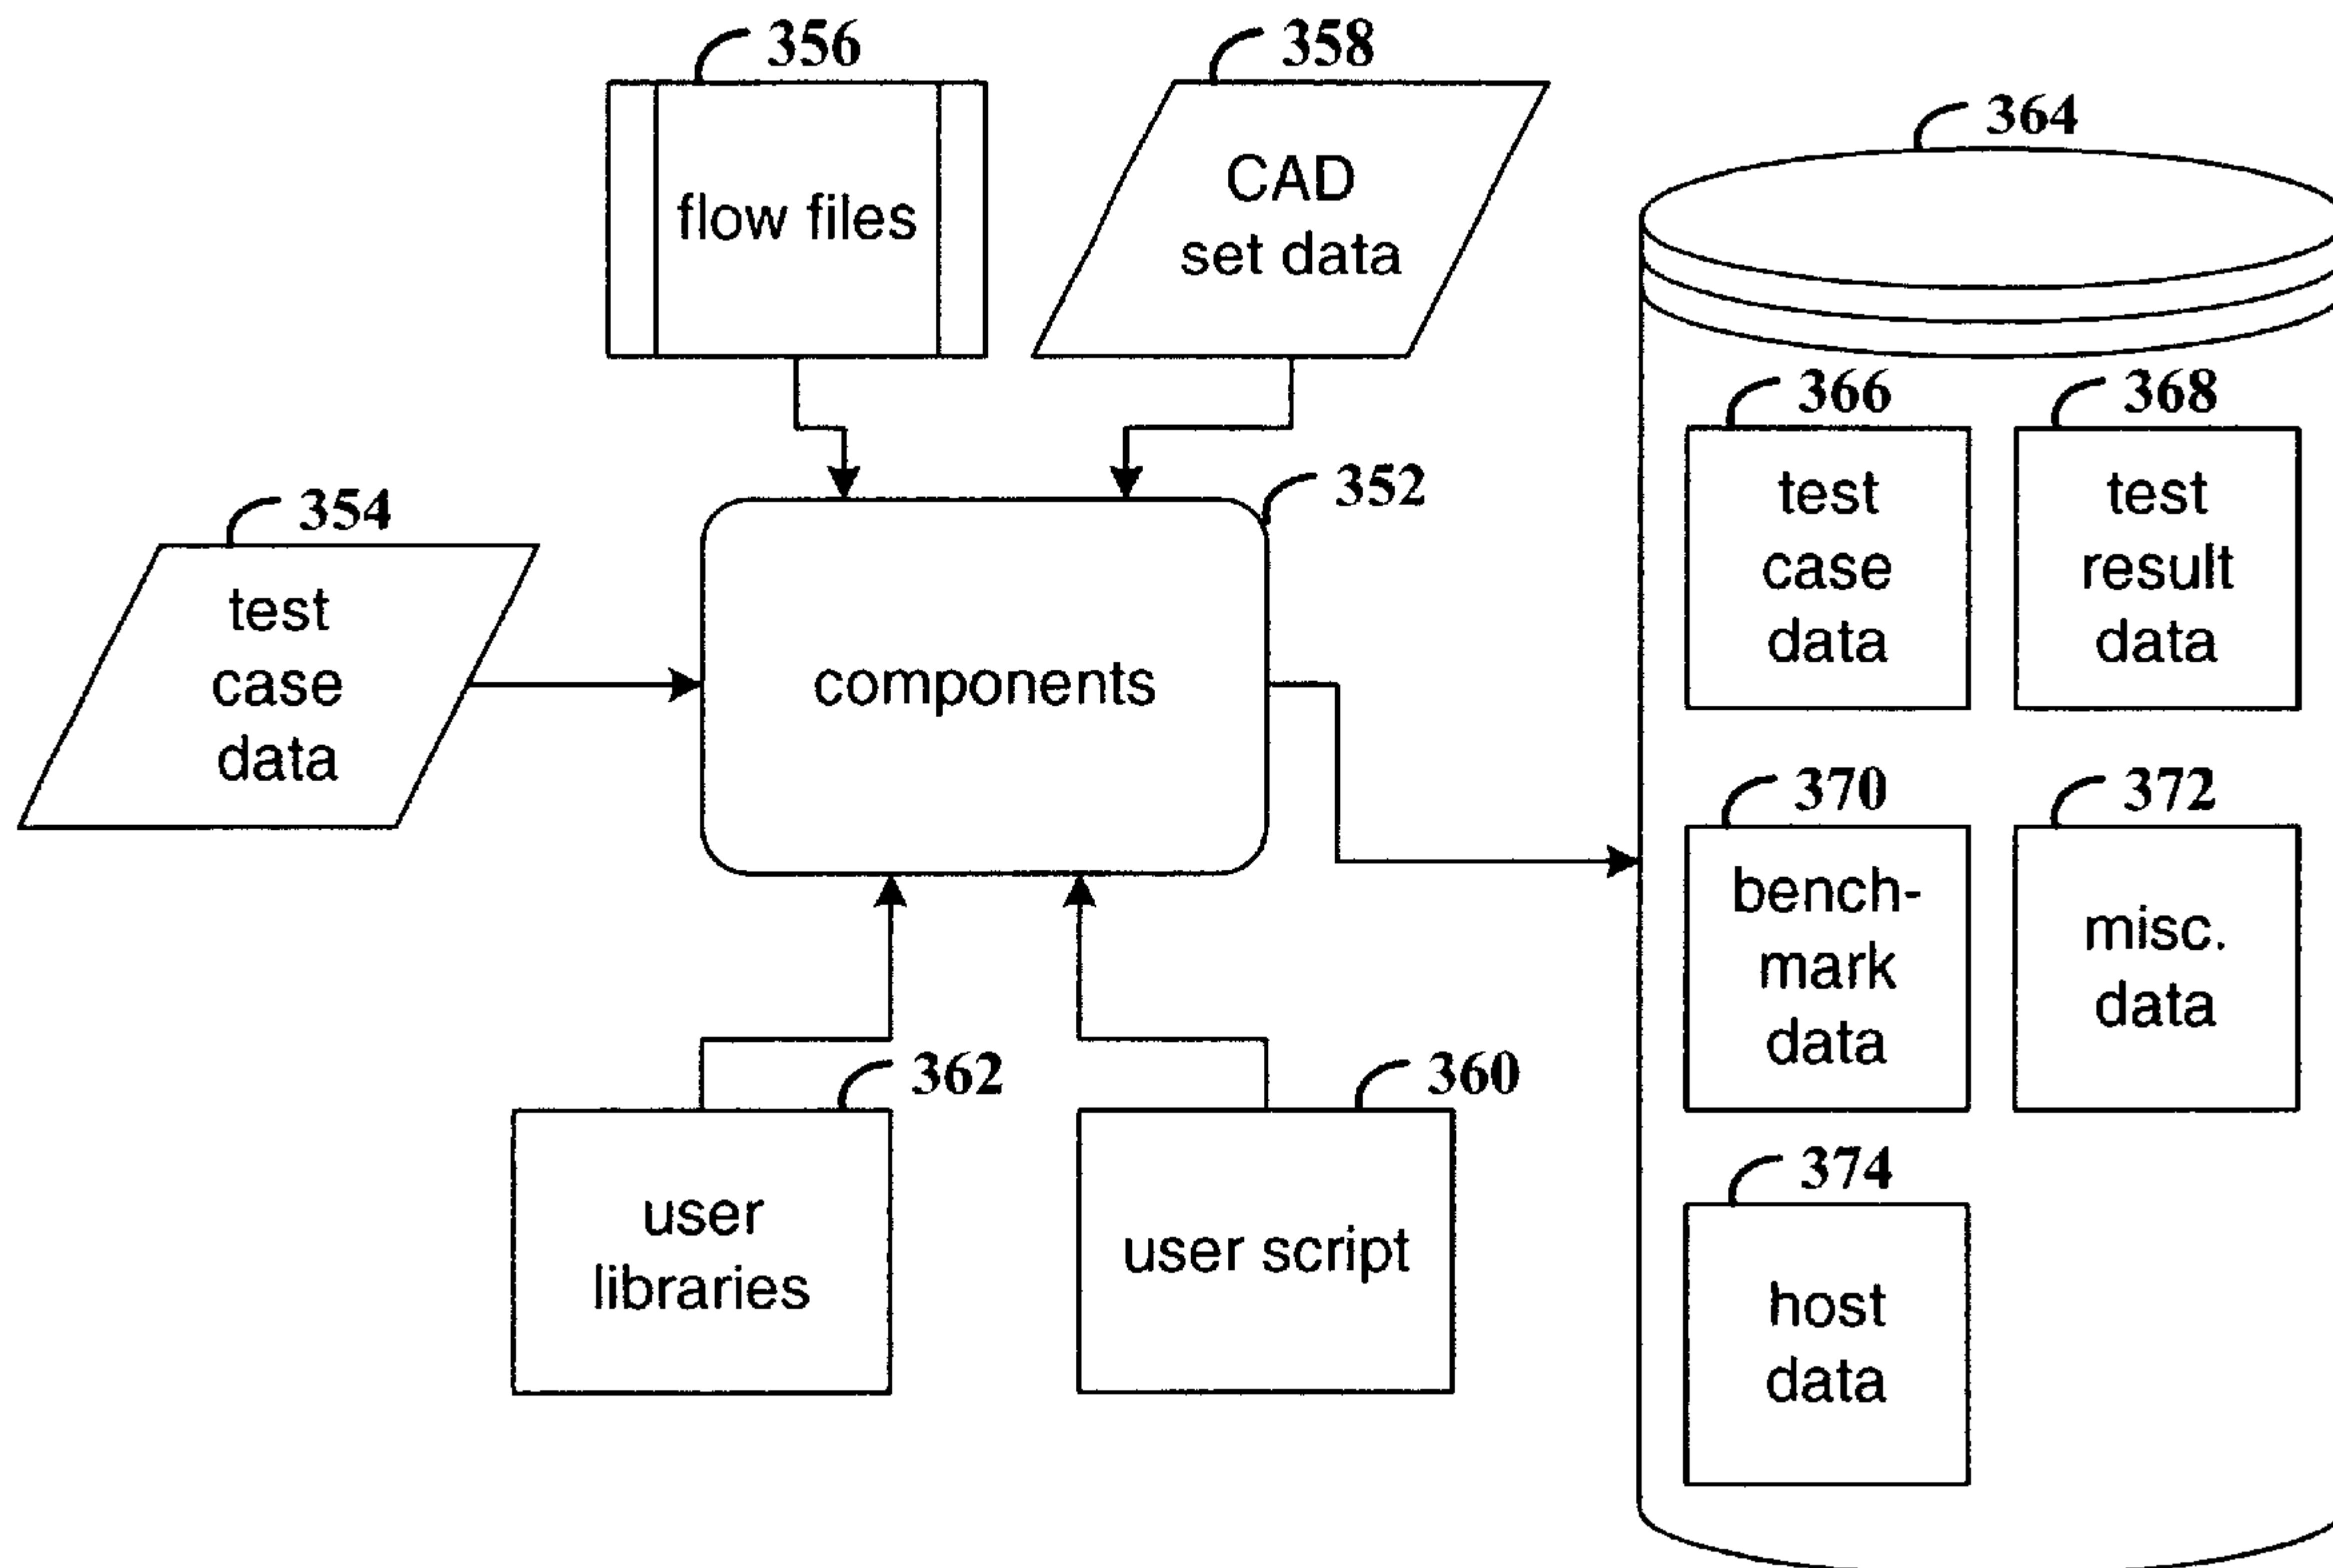 356
flow files
358
CAD
set data
364
354
test
case
data
352
components
362
user
libraries
360
user script
366
test
case
data
368
test
result
data
370
bench-
mark
data
372
misc.
data
374
host
data